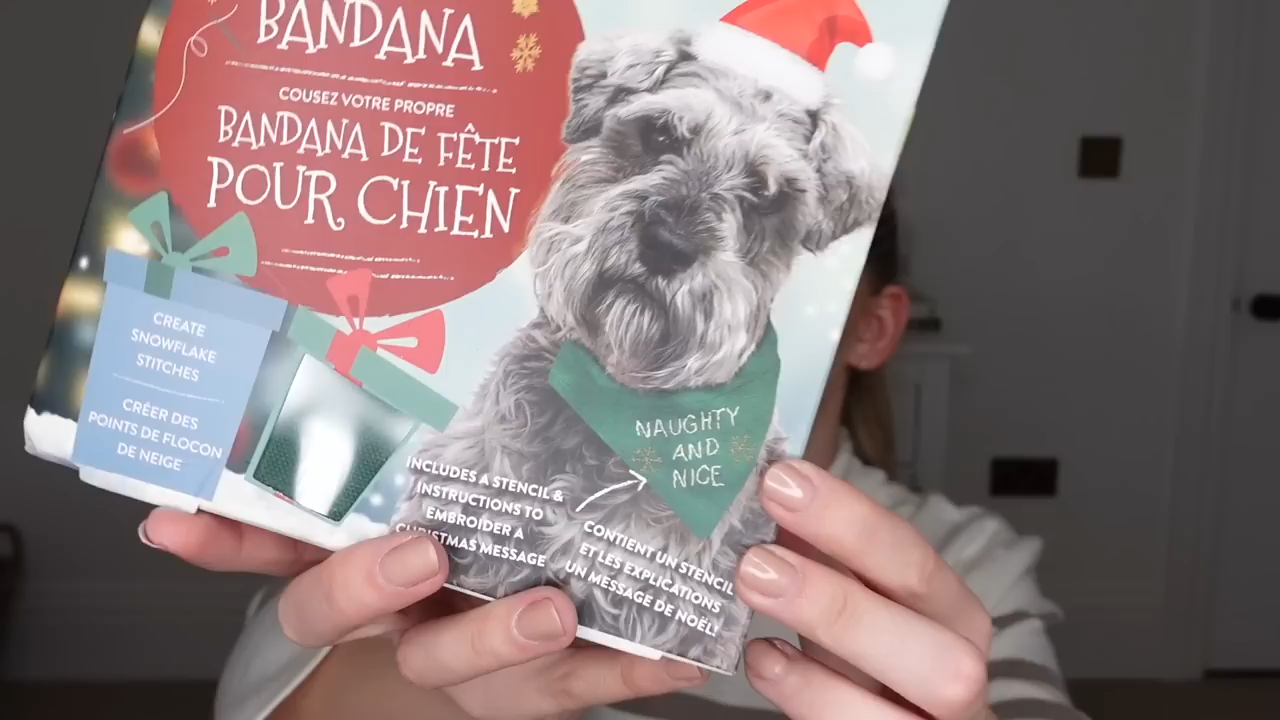 BANDANA
COUSEZ VOTRE PROPRE
BANDANA DE FÊTE
POUR CHIEN
CREATE
SNOWFLAKE
STITCHES
CRÉER DES
POINTS DE FLOCON
DE NEIGE
NAUGHTY
AND
NICE
INCLUDES A STENCIL &
INSTRUCTIONS TO
EMBROIDER A
CHRISTMAS MESSAGE
CONTIENT UN STENCIL
ET LES EXPLICATIONS
UN MESSAGE DE NOËL!